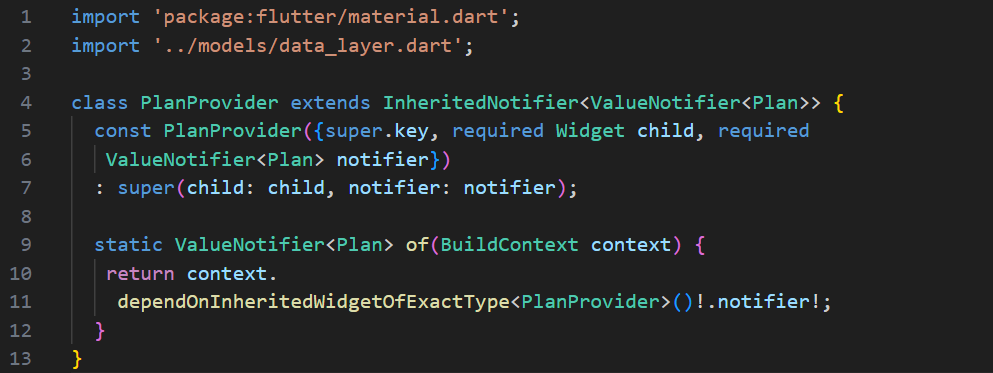 1 import 'package:flutter/material.dart';
2 import '../models/data_layer.dart';
3
4 class PlanProvider extends InheritedNotifier<ValueNotifier<Plan>> {
5   const PlanProvider({super.key, required Widget child, required
6    ValueNotifier<Plan> notifier})
7   : super(child: child, notifier: notifier);
8
9   static ValueNotifier<Plan> of(BuildContext context) {
10    return context.
11     dependOnInheritedWidgetOfExactType<PlanProvider>()!.notifier!;
12   }
13 }